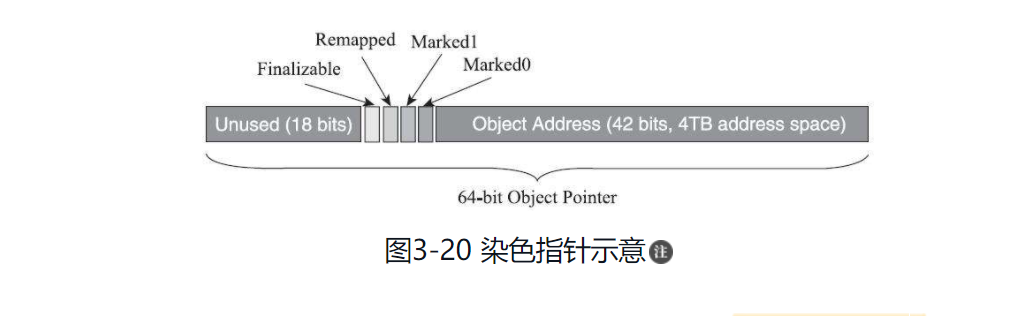 Remapped
Marked1
Finalizable
Marked0
Unused (18 bits)
Object Address (42 bits, 4TB address space)
64-bit Object Pointer
图3-20 染色指针示意注